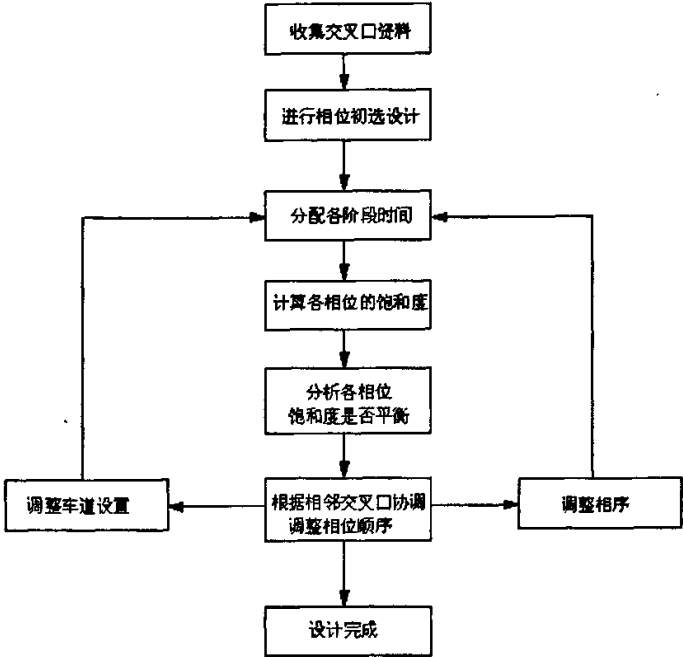 收集交叉口资料
进行相位初选设计
分配各阶段时间
计算各相位的饱和度
分析各相位
饱和度是否平衡
调整车道设置
根据相邻交叉口协调
调整相位顺序
调整相序
设计完成